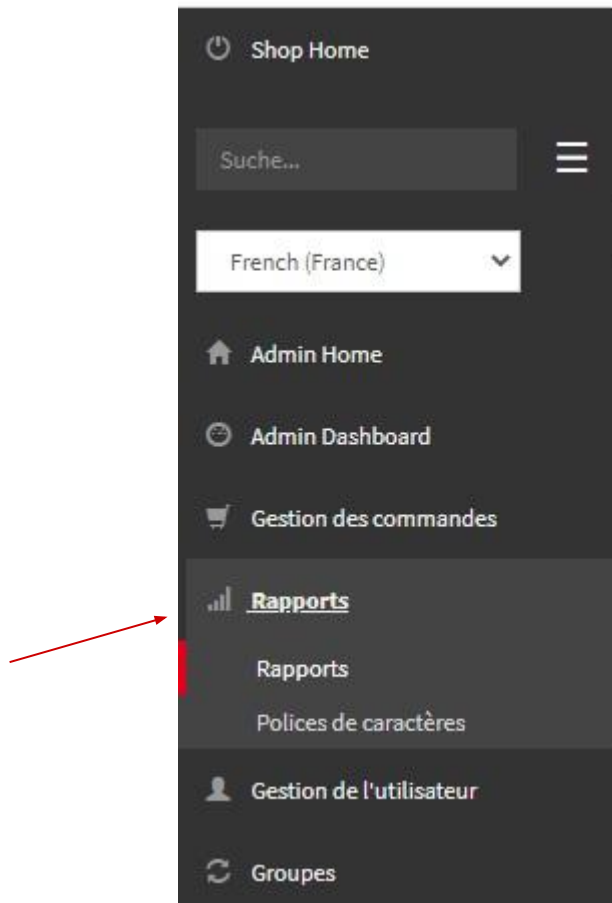 Shop Home
Suche...
French (France)
Admin Home
Admin Dashboard
Gestion des commandes
Rapports
Rapports
Polices de caractères
Gestion de l'utilisateur
Groupes